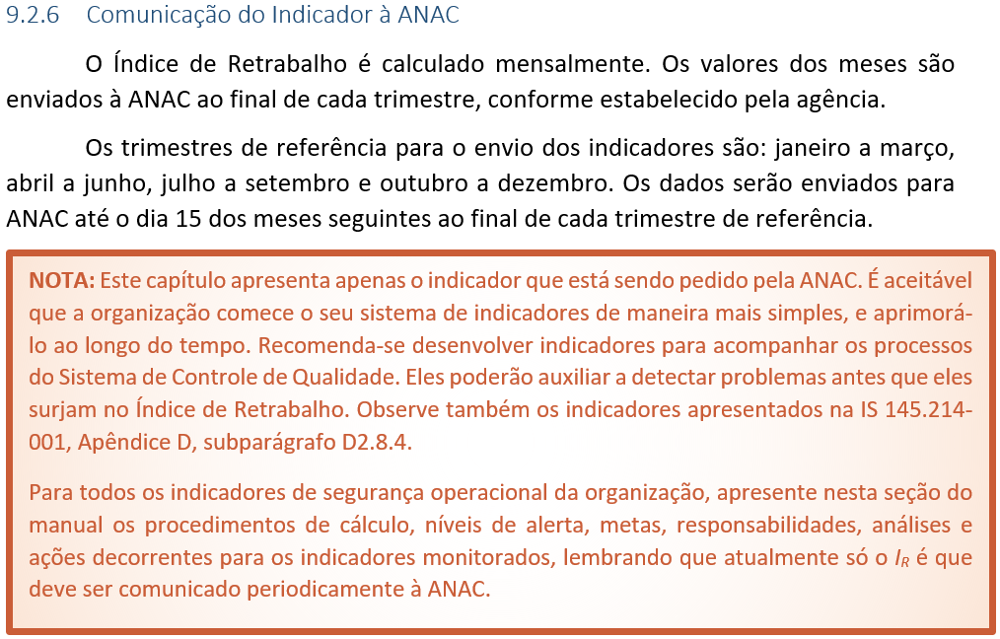 9.2.6 Comunicação do Indicador à ANAC
O Índice de Retrabalho é calculado mensalmente. Os valores dos meses são
enviados à ANAC ao final de cada trimestre, conforme estabelecido pela agência.
Os trimestres de referência para o envio dos indicadores são: janeiro a março,
abril a junho, julho a setembro e outubro a dezembro. Os dados serão enviados para
ANAC até o dia 15 dos meses seguintes ao final de cada trimestre de referência.
NOTA: Este capítulo apresenta apenas o indicador que está sendo pedido pela ANAC. É aceitável
que a organização comece o seu sistema de indicadores de maneira mais simples, e aprimorá-
lo ao longo do tempo. Recomenda-se desenvolver indicadores para acompanhar os processos
do Sistema de Controle de Qualidade. Eles poderão auxiliar a detectar problemas antes que eles
surjam no Índice de Retrabalho. Observe também os indicadores apresentados na IS 145.214-
001, Apêndice D, subparágrafo D2.8.4.
Para todos os indicadores de segurança operacional da organização, apresente nesta seção do
manual os procedimentos de cálculo, níveis de alerta, metas, responsabilidades, análises e
ações decorrentes para os indicadores monitorados, lembrando que atualmente só o IR é que
deve ser comunicado periodicamente à ANAC.